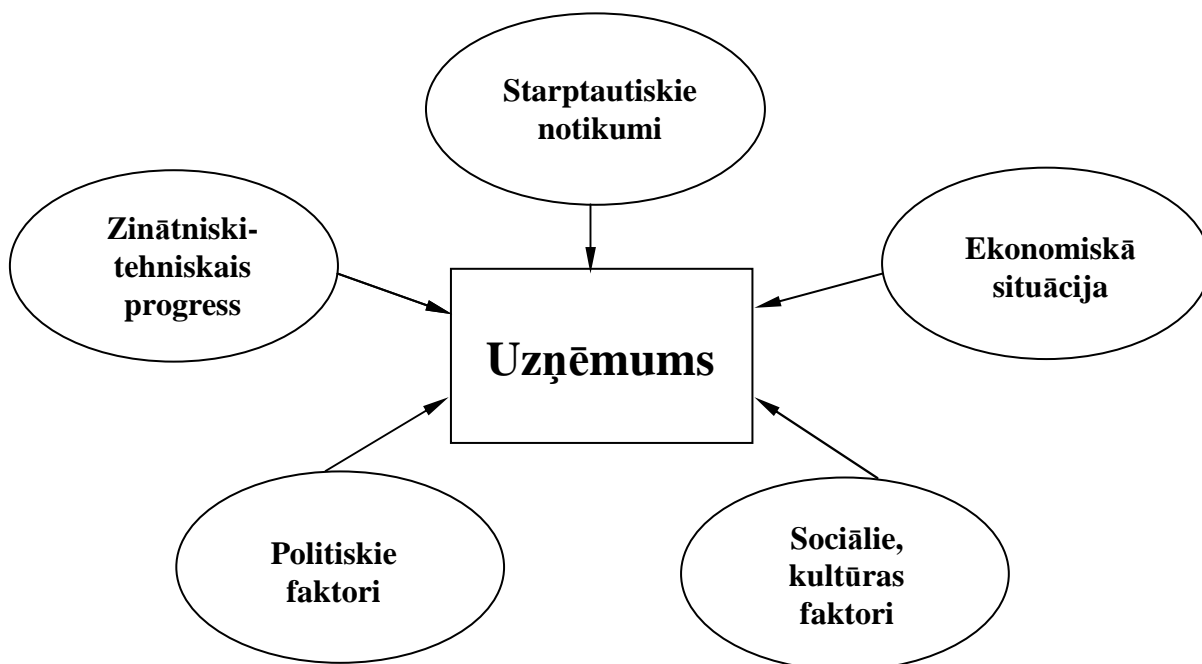 Starptautiskie
notikumi
Zinātniski-
tehniskais
progress
Ekonomiskā
situācija
Uzņēmums
Politiskie
faktori
Sociālie,
kultūras
faktori